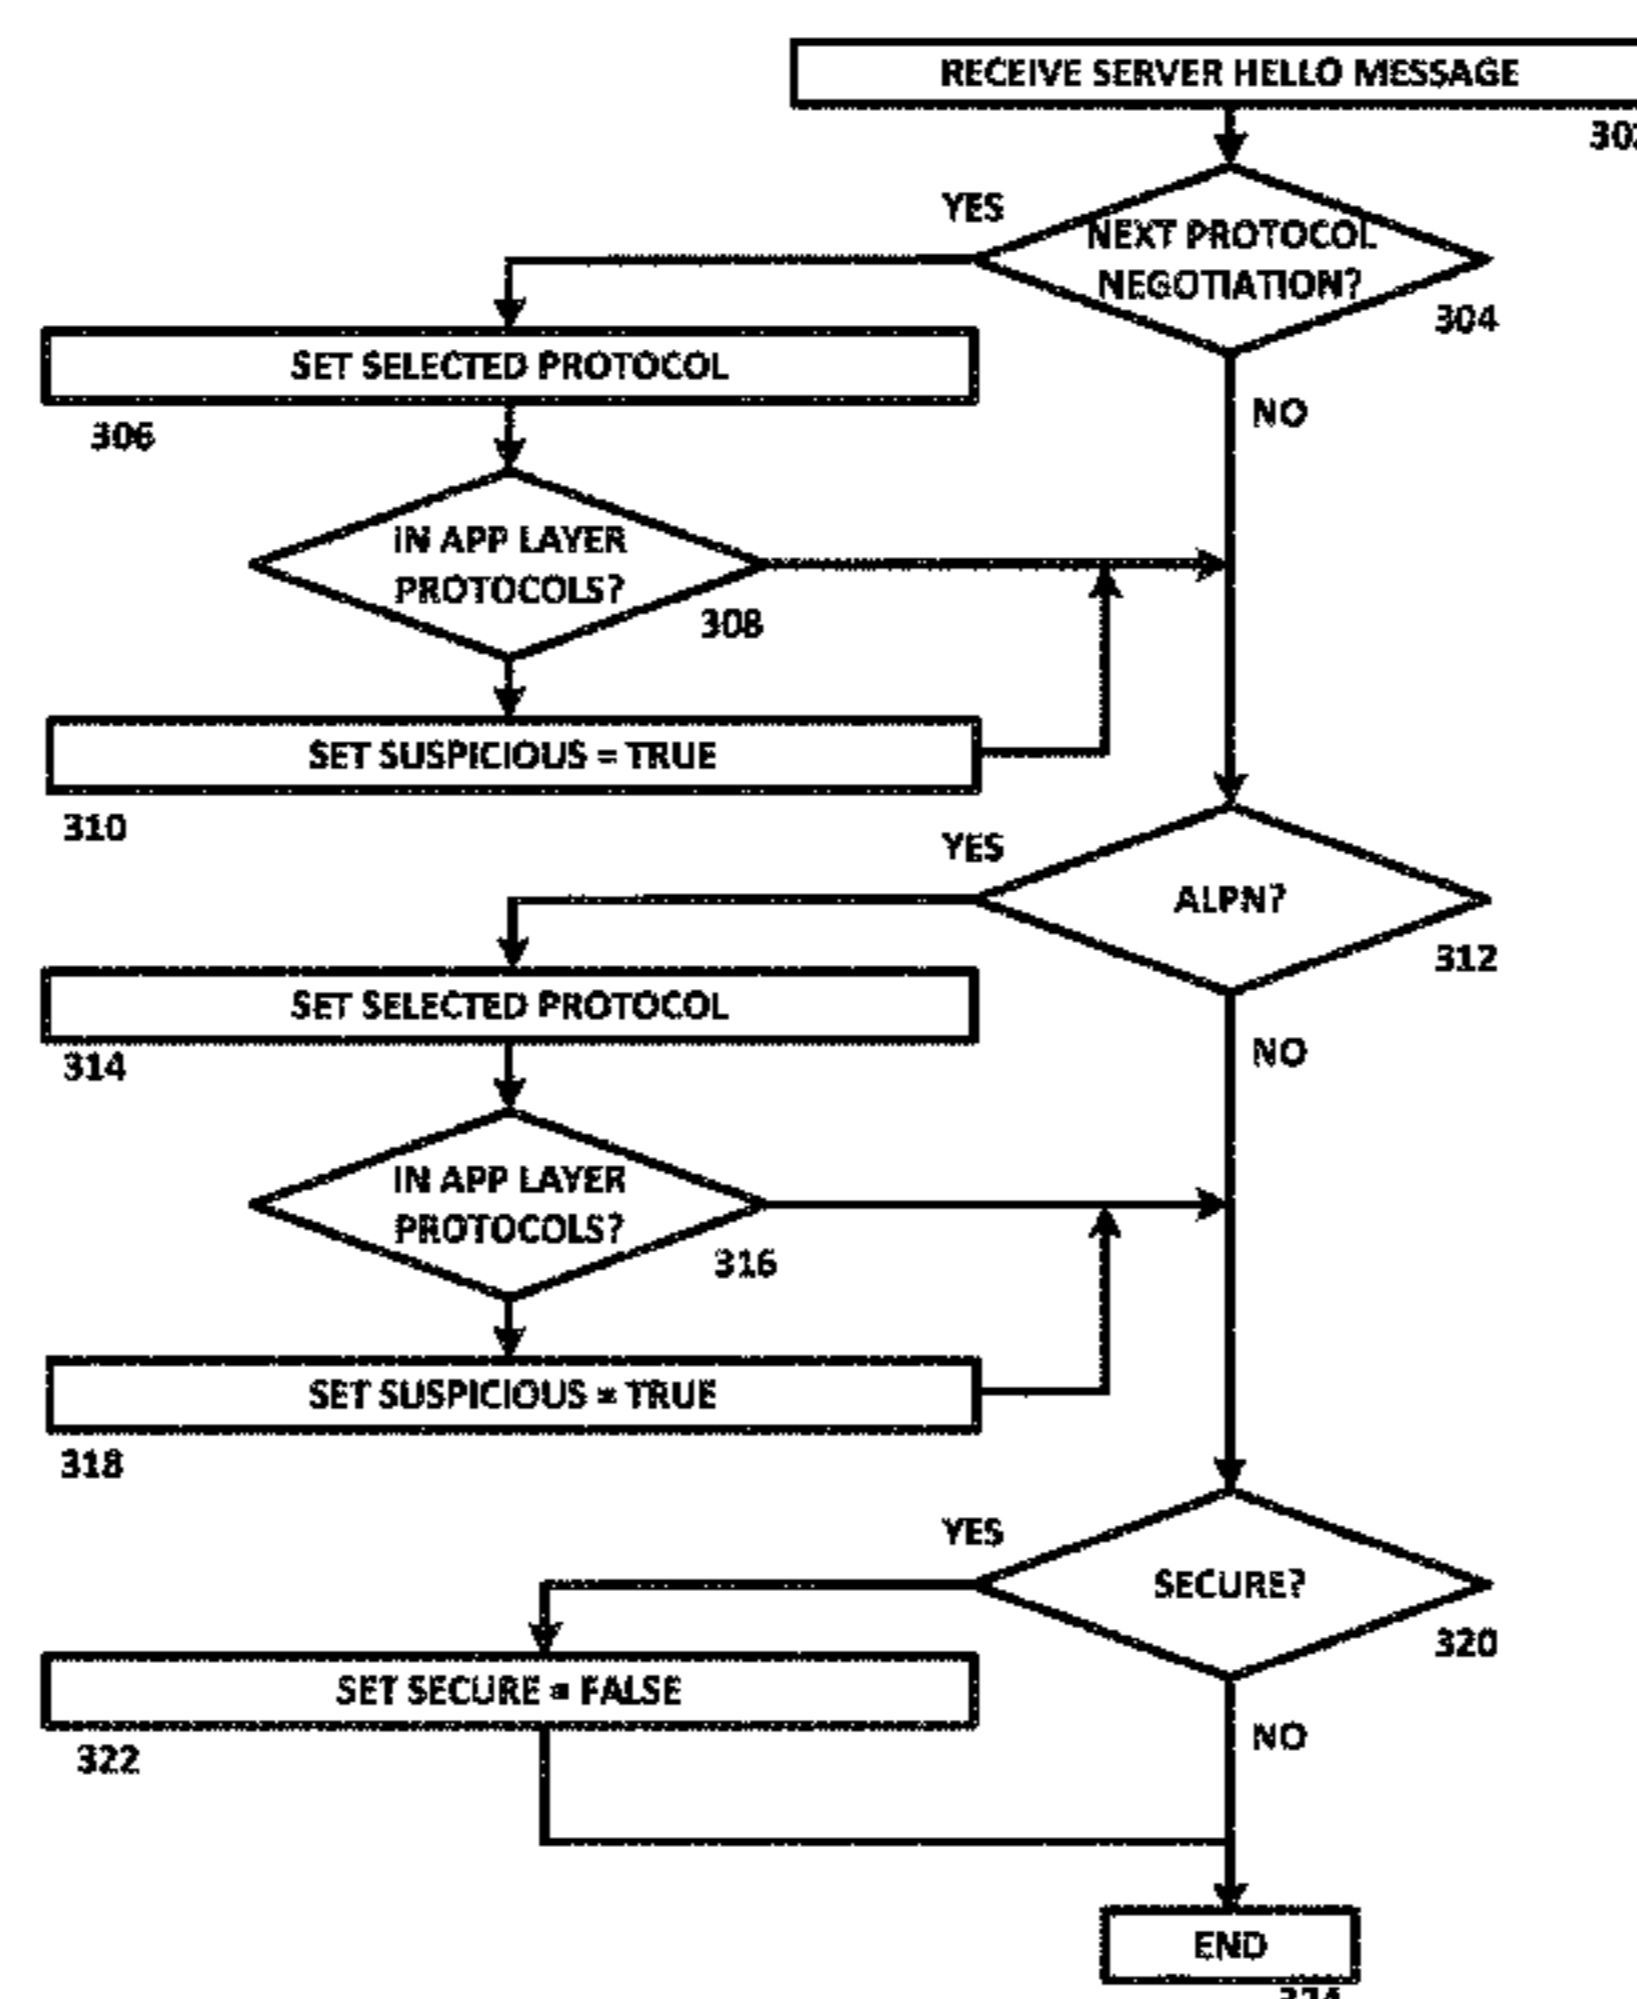 RECEIVE SERVER HELLO MESSAGE
YES
NEXT PROTOCOL
NEGOTIATION?
304
SET SELECTED PROTOCOL
306
NO
IN APP LAYER
PROTOCOLS?
308
SET SUSPICIOUS = TRUE
310
YES
ALPN?
312
SET SELECTED PROTOCOL
314
NO
IN APP LAYER
PROTOCOLS?
316
SET SUSPICIOUS = TRUE
318
YES
SECURE?
320
SET SECURE = FALSE
322
NO
END